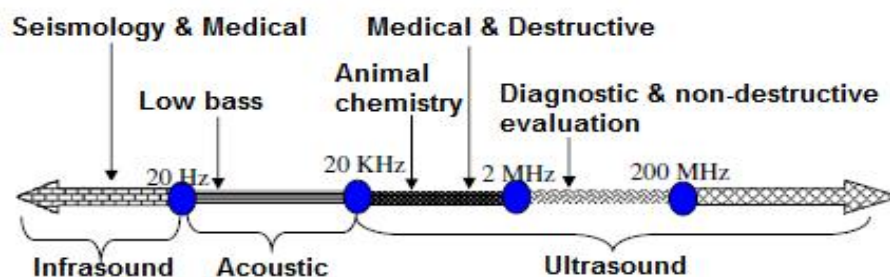 Seismology & Medical
Medical & Destructive
Animal
chemistry
Low bass
Diagnostic & non-destructive
evaluation
20 Hz
20 KHz
2 MHz
200 MHz
Infrasound
Acoustic
Ultrasound